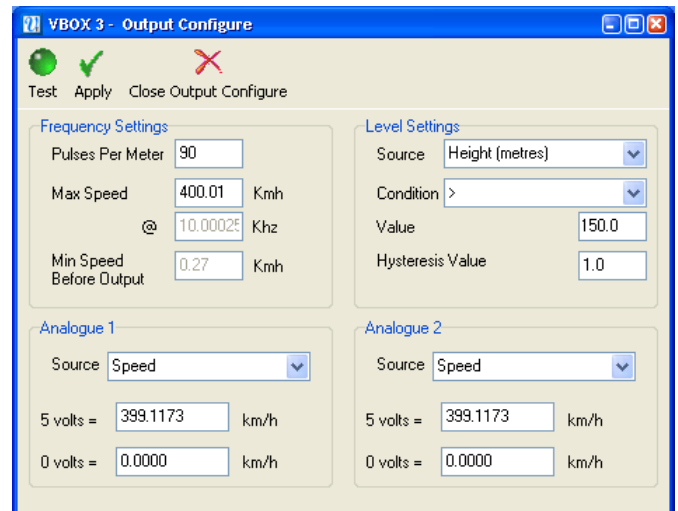 VBOX 3 - Output Configure
Test Apply Close Output Configure
Frequency Settings
Pulses Per Meter 90
Max Speed 400.01 Kmh
@ 10.00025 Khz
Min Speed
Before Output 0.27 Kmh
Level Settings
Source Height (metres)
Condition >
Value 150.0
Hysteresis Value 1.0
Analogue 1
Source Speed
5 volts = 399.1173 km/h
0 volts = 0.0000 km/h
Analogue 2
Source Speed
5 volts = 399.1173 km/h
0 volts = 0.0000 km/h